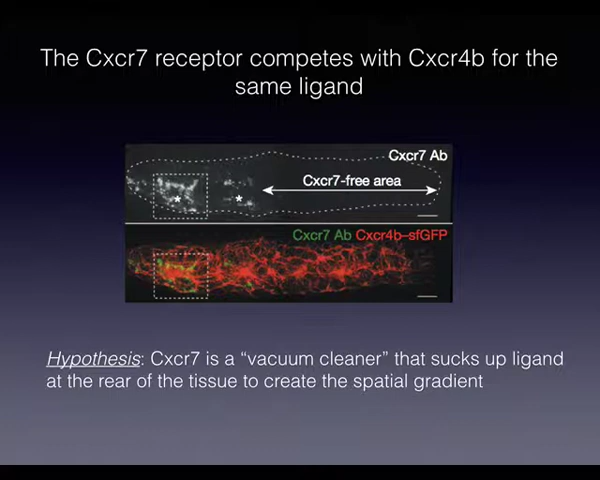 The Cxcr7 receptor competes with Cxcr4b for the
same ligand
Cxcr7 Ab
Cxcr7-free area
* *
Cxcr7 Ab Cxcr4b–sfGFP
Hypothesis: Cxcr7 is a “vacuum cleaner” that sucks up ligand
at the rear of the tissue to create the spatial gradient